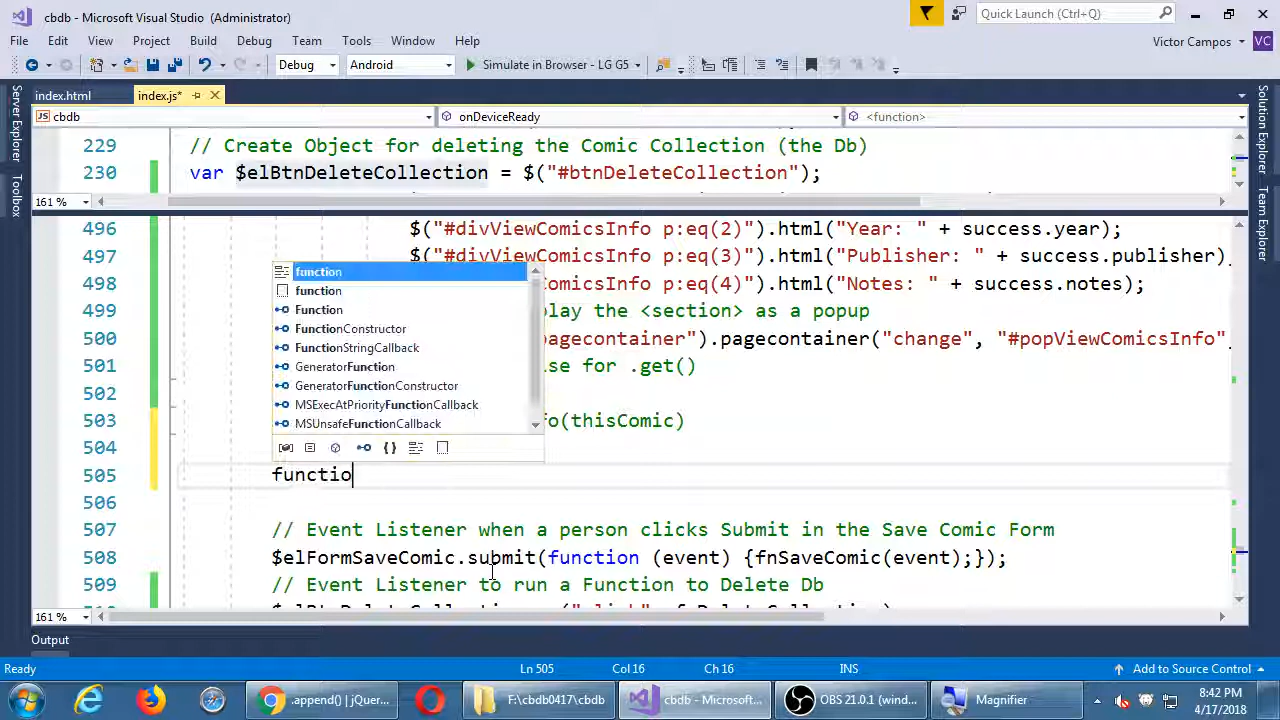 cbdb - Microsoft Visual Studio (Administrator)
Quick Launch (Ctrl+Q)
File Edit View Project Build Debug Team Tools Window Help
Victor Campos VC
Debug Android Simulate in Browser - LG G5
index.html index.js*
cbdb onDeviceReady <function>
229 // Create Object for deleting the Comic Collection (the Db)
230 var $elBtnDeleteCollection = $("#btnDeleteCollection");
161 %
496 $("#divViewComicsInfo p:eq(2)").html("Year: " + success.year);
497 $("#divViewComicsInfo p:eq(3)").html("Publisher: " + success.publisher)
498 omicsInfo p:eq(4)").html("Notes: " + success.notes);
499 play the <section> as a popup
500 pagecontainer").pagecontainer("change", "#popViewComicsInfo",
501 se for .get()
502
503 fo(thisComic)
504
505 functio
506
507 // Event Listener when a person clicks Submit in the Save Comic Form
508 $elFormSaveComic.submit(function (event) {fnSaveComic(event);});
509 // Event Listener to run a Function to Delete Db
function
function
Function
FunctionConstructor
FunctionStringCallback
GeneratorFunction
GeneratorFunctionConstructor
MSExecAtPriorityFunctionCallback
MSUnsafeFunctionCallback
161 %
Output
Ready Ln 505 Col 16 Ch 16 INS Add to Source Control
.append() | jQuer... F:\cbdb0417\cbdb cbdb - Microsoft... OBS 21.0.1 (wind... Magnifier
8:42 PM
4/17/2018
Server Explorer
Toolbox
Solution Explorer
Team Explorer